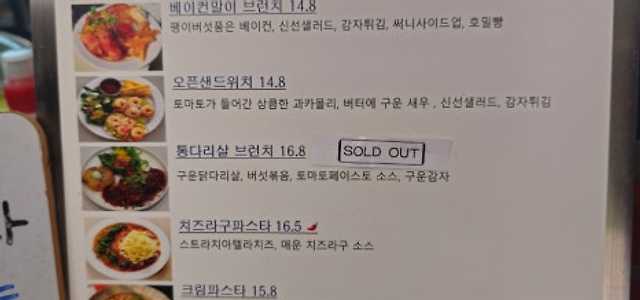 베이컨말이 브런치 14.8
팽이버섯품은 베이컨, 신선샐러드, 감자튀김, 써니사이드업, 호밀빵
오픈샌드위치 14.8
토마토가 들어간 상큼한 과카몰리, 버터에 구운 새우 , 신선샐러드, 감자튀김
통다리살 브런치 16.8 SOLD OUT
구운닭다리살, 버섯볶음, 토마토페이스토 소스, 구운감자
치즈라구파스타 16.5
스트라치아텔라치즈, 매운 치즈라구 소스
크림파스타 15.8